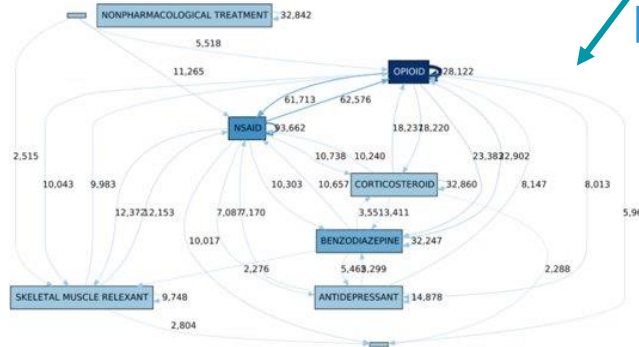 NONPHARMACOLOGICAL TREATMENT 32,842
5,518
11,265
OPIOID 28,122
61,713 62,576
NSAID 93,662
18,237 18,220
2,515
10,738 10,240
23,382 22,902
10,043 9,983
10,303 10,657
CORTICOSTEROID 32,860
8,147
8,013
12,372 12,153
7,087 7,170
3,551 3,411
10,017
BENZODIAZEPINE 32,247
2,276
2,288
SKELETAL MUSCLE RELEXANT 9,748
ANTIDEPRESSANT 14,878
2,804